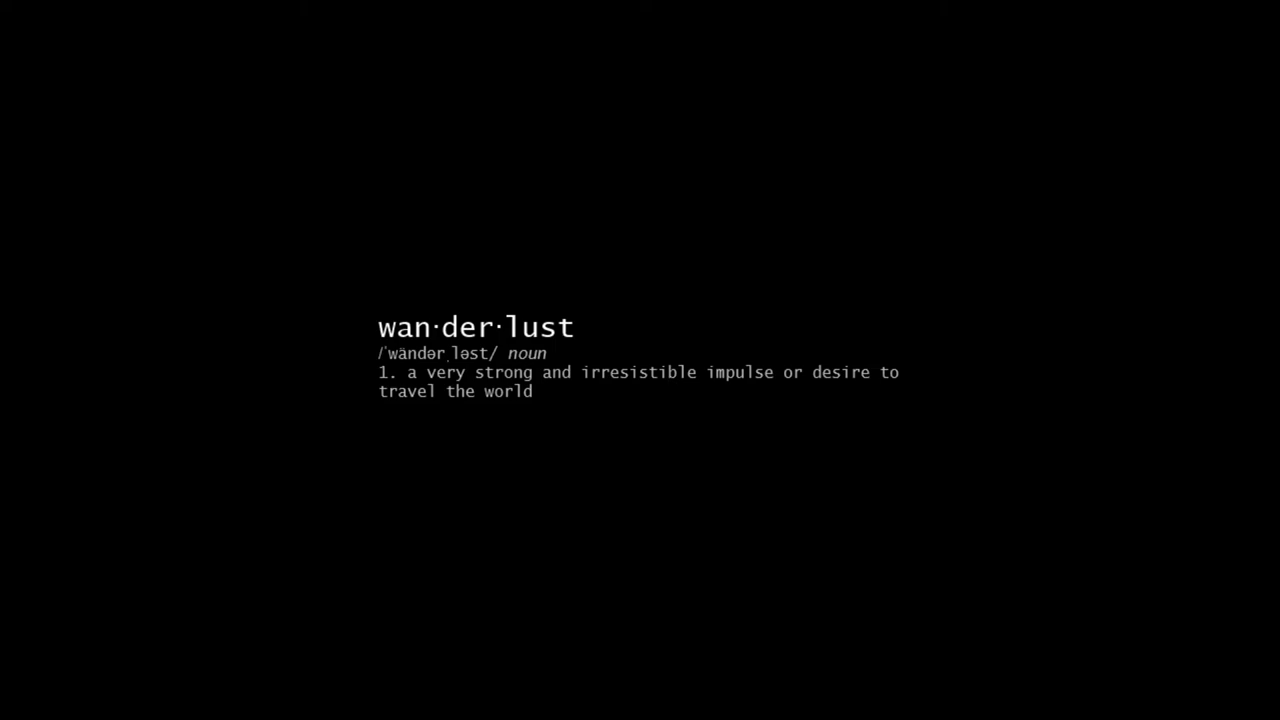 wan·der·lust
/ˈwändərˌləst/ noun
1. a very strong and irresistible impulse or desire to
travel the world